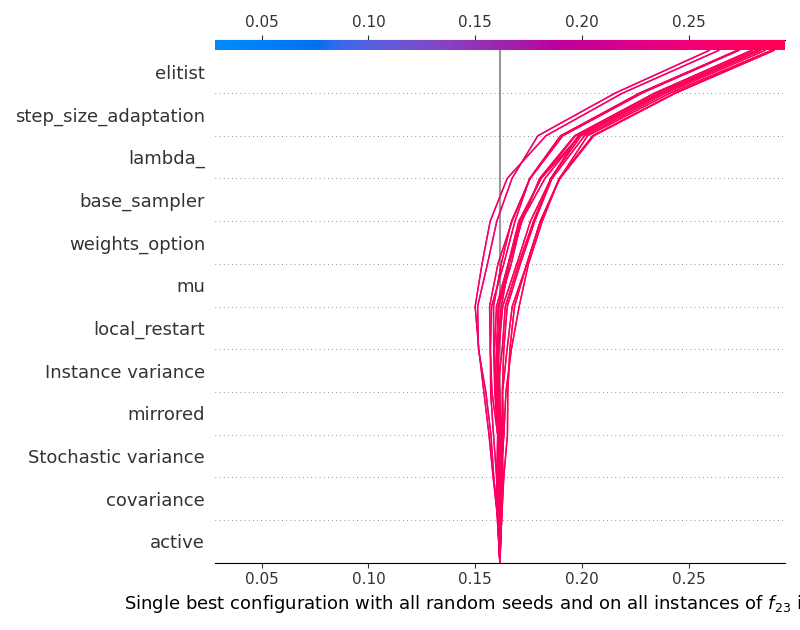 0.05 0.10 0.15 0.20 0.25
elitist
step_size_adaptation
lambda_
base_sampler
weights_option
mu
local_restart
Instance variance
mirrored
Stochastic variance
covariance
active
0.05 0.10 0.15 0.20 0.25
Single best configuration with all random seeds and on all instances of f₂₃ i